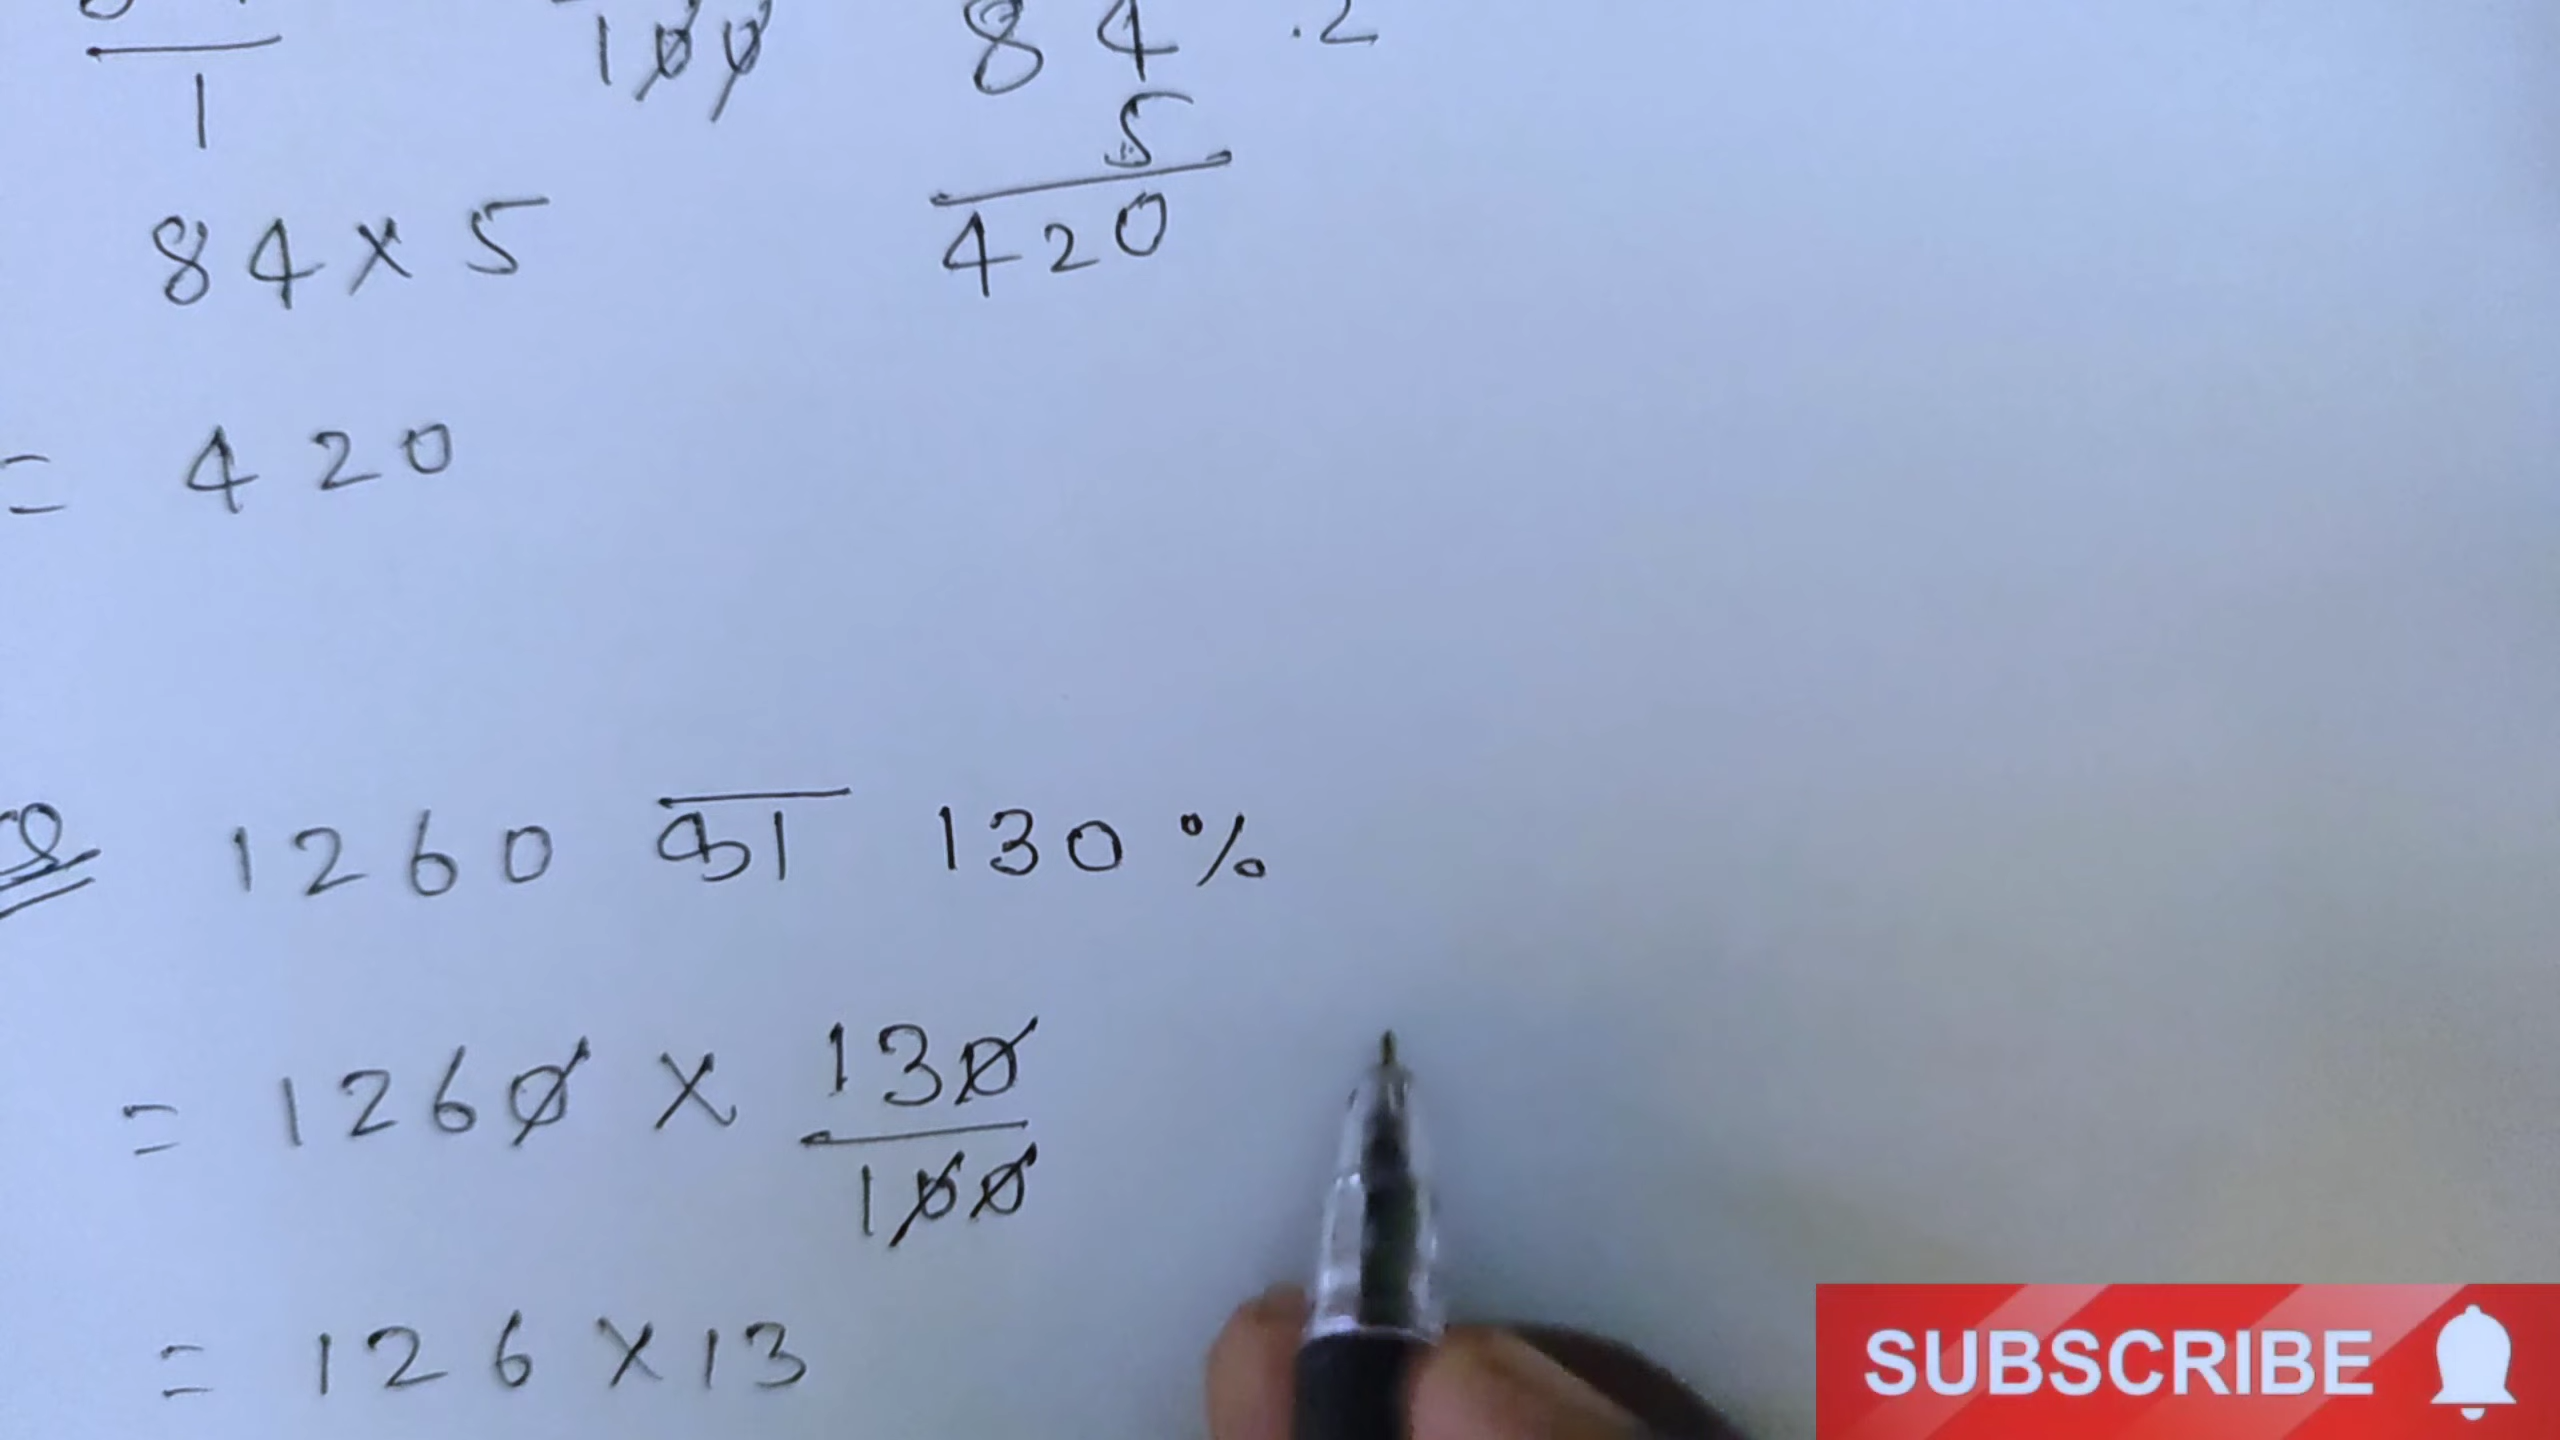 1 100 84 .2
5
84 x 5 420
= 420
1260 का 130 %
= 1260 x 130
100
= 126 x 13
SUBSCRIBE